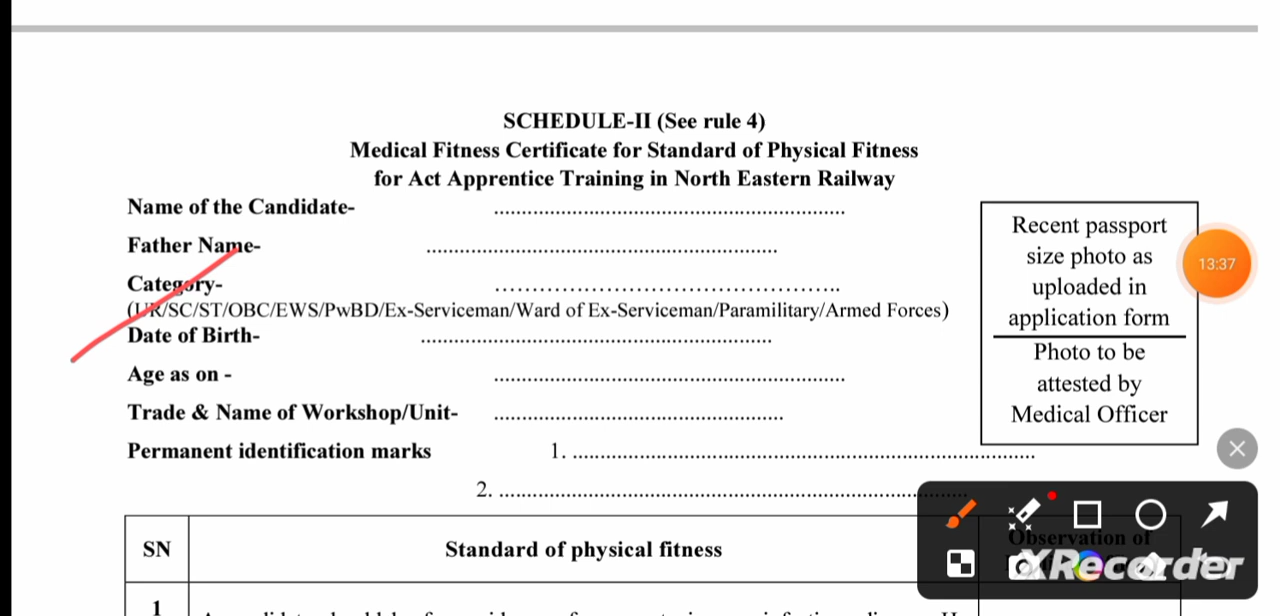 SCHEDULE-II (See rule 4)
Medical Fitness Certificate for Standard of Physical Fitness
for Act Apprentice Training in North Eastern Railway
Name of the Candidate- ...............................................................
Father Name- ...............................................................
Category- .........................................
(UR/SC/ST/OBC/EWS/PwBD/Ex-Serviceman/Ward of Ex-Serviceman/Paramilitary/Armed Forces)
Date of Birth- ...............................................................
Age as on - ...............................................................
Trade & Name of Workshop/Unit- ....................................................
Permanent identification marks 1. ...................................................................................
2. .....................................................................................
Recent passport
size photo as
uploaded in
application form
Photo to be
attested by
Medical Officer
13:37
SN Standard of physical fitness Observation of
XRecorder
1